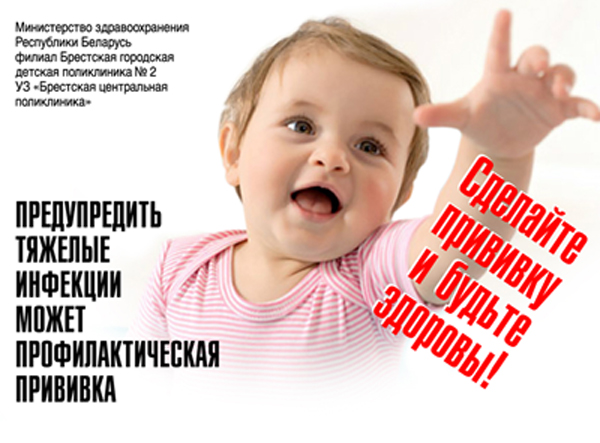 Министерство здравоохранения
Республики Беларусь
филиал Брестская городская
детская поликлиника № 2
УЗ «Брестская центральная
поликлиника»
ПРЕДУПРЕДИТЬ
ТЯЖЕЛЫЕ
ИНФЕКЦИИ
МОЖЕТ
ПРОФИЛАКТИЧЕСКАЯ
ПРИВИВКА
Сделайте
прививку
и будьте
здоровы!